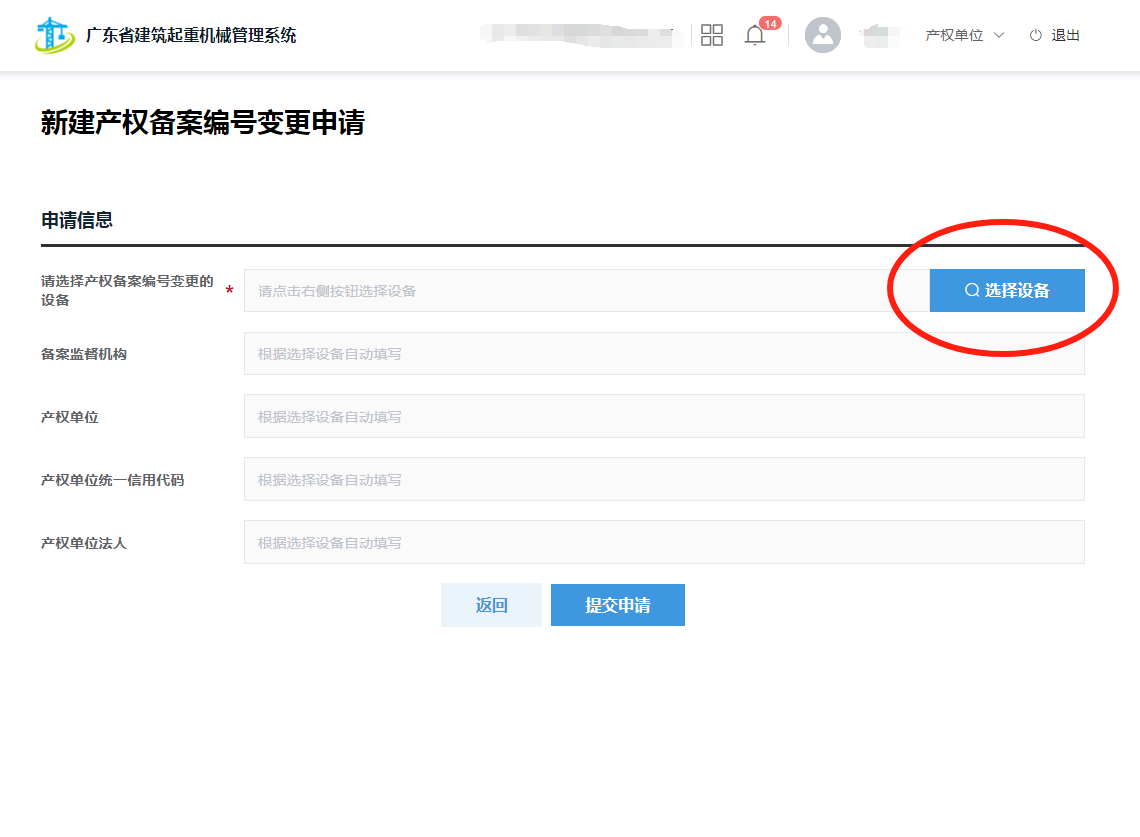 广东省建筑起重机械管理系统
14
产权单位
退出
新建产权备案编号变更申请
申请信息
请选择产权备案编号变更的
设备
*
请点击右侧按钮选择设备
选择设备
备案监督机构
根据选择设备自动填写
产权单位
根据选择设备自动填写
产权单位统一信用代码
根据选择设备自动填写
产权单位法人
根据选择设备自动填写
返回
提交申请